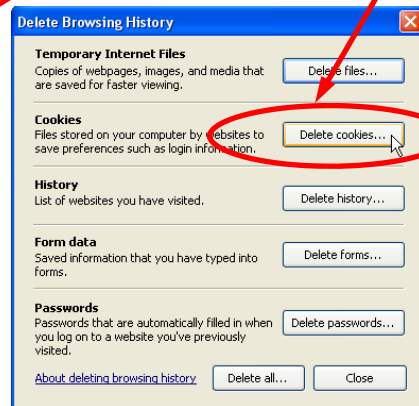 Delete Browsing History
Temporary Internet Files
Copies of webpages, images, and media that
are saved for faster viewing.
Delete files...
Cookies
Files stored on your computer by websites to
save preferences such as login information.
Delete cookies...
History
List of websites you have visited.
Delete history...
Form data
Saved information that you have typed into
forms.
Delete forms...
Passwords
Passwords that are automatically filled in when
you log on to a website you've previously
visited.
Delete passwords...
About deleting browsing history
Delete all...
Close